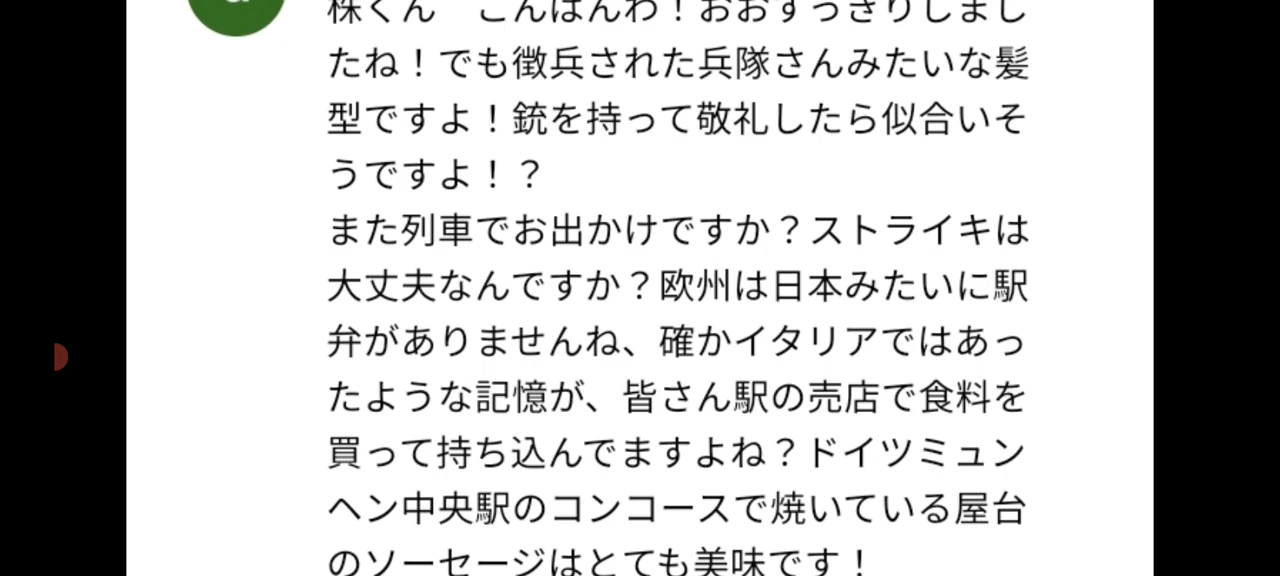 株くん　こんばんわ！おおすっきりしまし
たね！でも徴兵された兵隊さんみたいな髪
型ですよ！銃を持って敬礼したら似合いそ
うですよ！？
また列車でお出かけですか？ストライキは
大丈夫なんですか？欧州は日本みたいに駅
弁がありませんね、確かイタリアではあっ
たような記憶が、皆さん駅の売店で食料を
買って持ち込んでますよね？ドイツミュン
ヘン中央駅のコンコースで焼いている屋台
のソーセージはとても美味です！